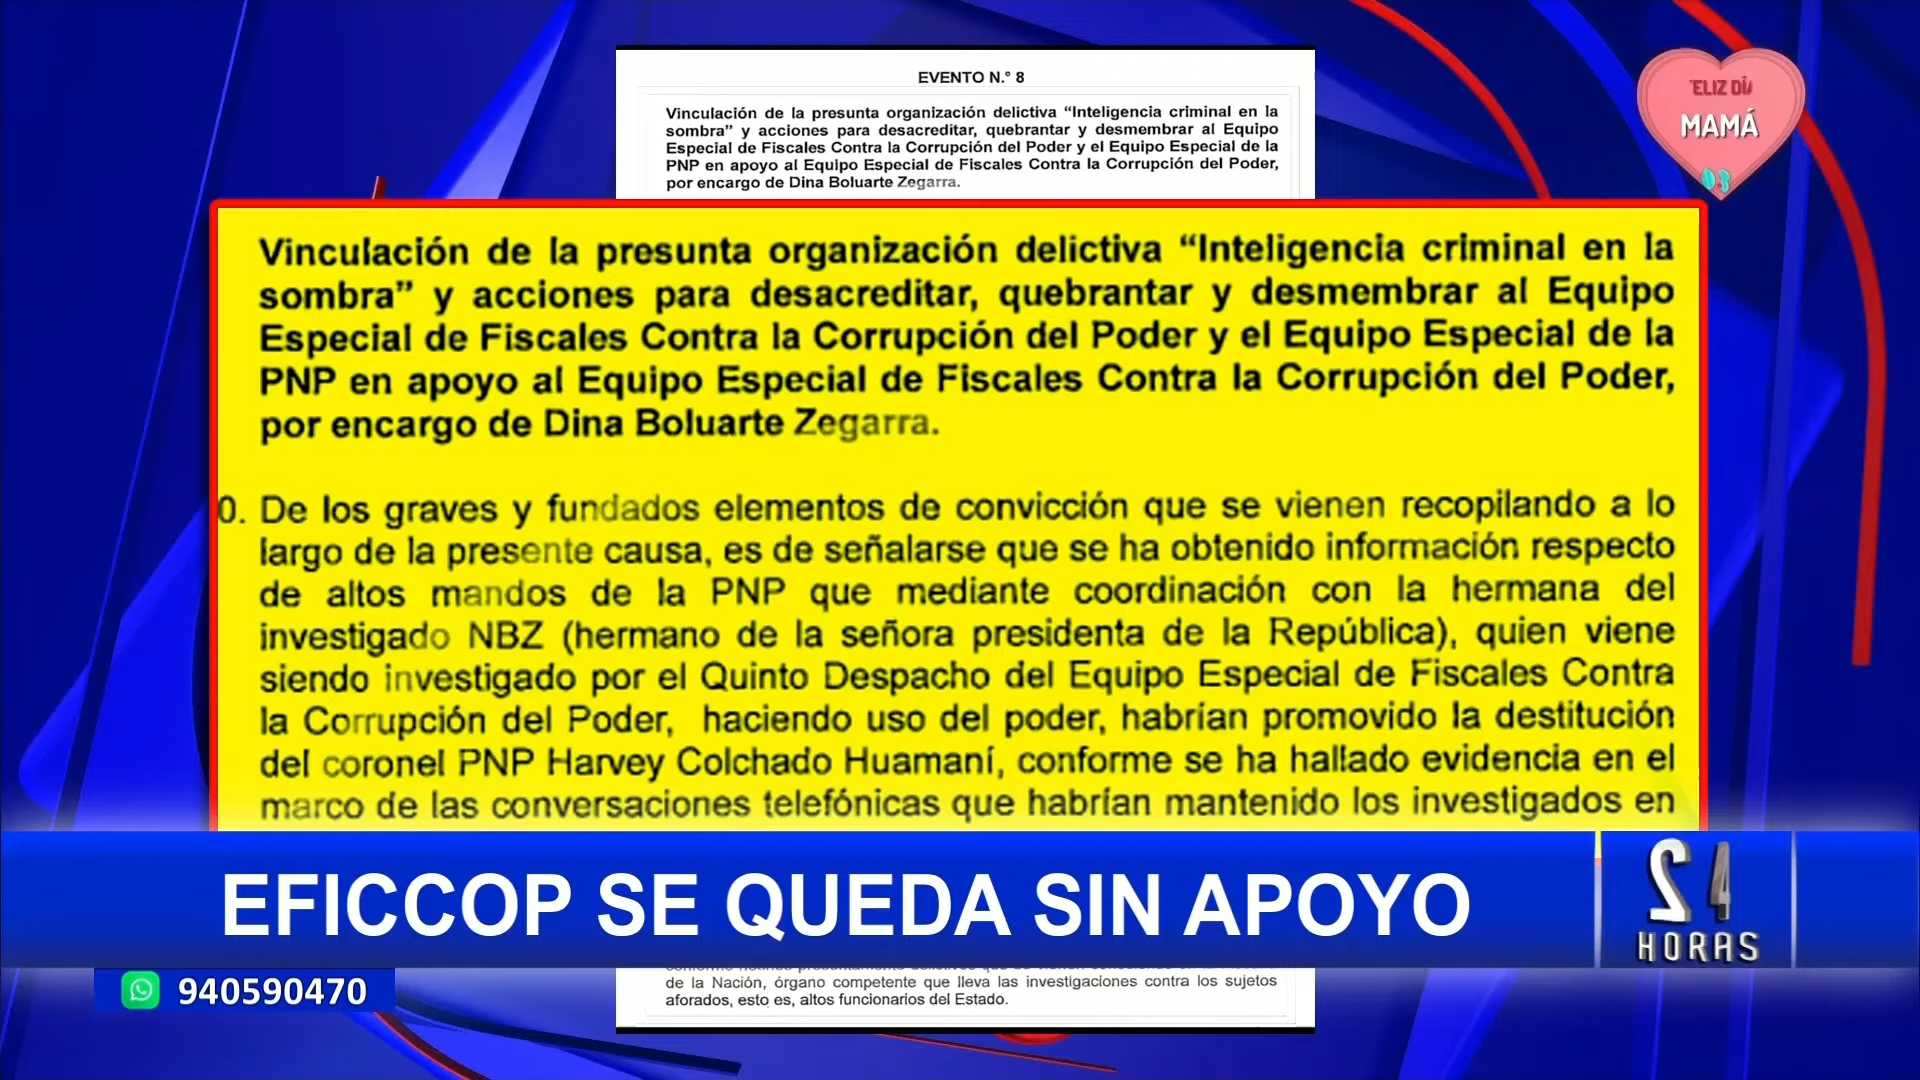 EVENTO N.° 8
Vinculación de la presunta organización delictiva “Inteligencia criminal en la
sombra” y acciones para desacreditar, quebrantar y desmembrar al Equipo
Especial de Fiscales Contra la Corrupción del Poder y el Equipo Especial de la
PNP en apoyo al Equipo Especial de Fiscales Contra la Corrupción del Poder,
por encargo de Dina Boluarte Zegarra.
MAMÁ
Vinculación de la presunta organización delictiva “Inteligencia criminal en la
sombra” y acciones para desacreditar, quebrantar y desmembrar al Equipo
Especial de Fiscales Contra la Corrupción del Poder y el Equipo Especial de la
PNP en apoyo al Equipo Especial de Fiscales Contra la Corrupción del Poder,
por encargo de Dina Boluarte Zegarra.
0. De los graves y fundados elementos de convicción que se vienen recopilando a lo
largo de la presente causa, es de señalarse que se ha obtenido información respecto
de altos mandos de la PNP que mediante coordinación con la hermana del
investigado NBZ (hermano de la señora presidenta de la República), quien viene
siendo investigado por el Quinto Despacho del Equipo Especial de Fiscales Contra
la Corrupción del Poder, haciendo uso del poder, habrían promovido la destitución
del coronel PNP Harvey Colchado Huamaní, conforme se ha hallado evidencia en el
marco de las conversaciones telefónicas que habrían mantenido los investigados en
EFICCOP SE QUEDA SIN APOYO
24
HORAS
940590470
de la Nación, órgano competente que lleva las investigaciones contra los sujetos
aforados, esto es, altos funcionarios del Estado.